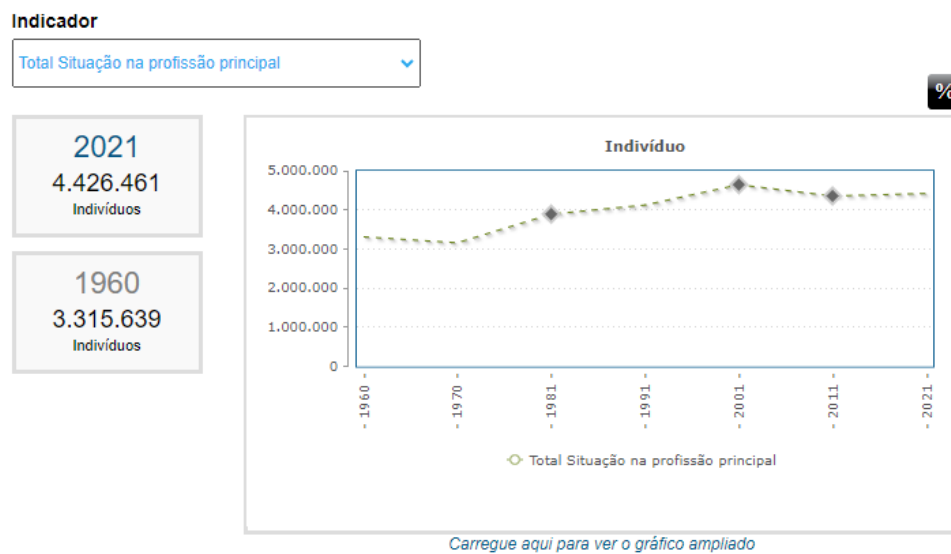 Indicador
Total Situação na profissão principal
%
2021
4.426.461
Indivíduos
1960
3.315.639
Indivíduos
Indivíduo
5.000.000
4.000.000
3.000.000
2.000.000
1.000.000
0
- 1960 -
- 1970 -
- 1981 -
- 1991 -
- 2001 -
- 2011 -
- 2021 -
Total Situação na profissão principal
Carregue aqui para ver o gráfico ampliado